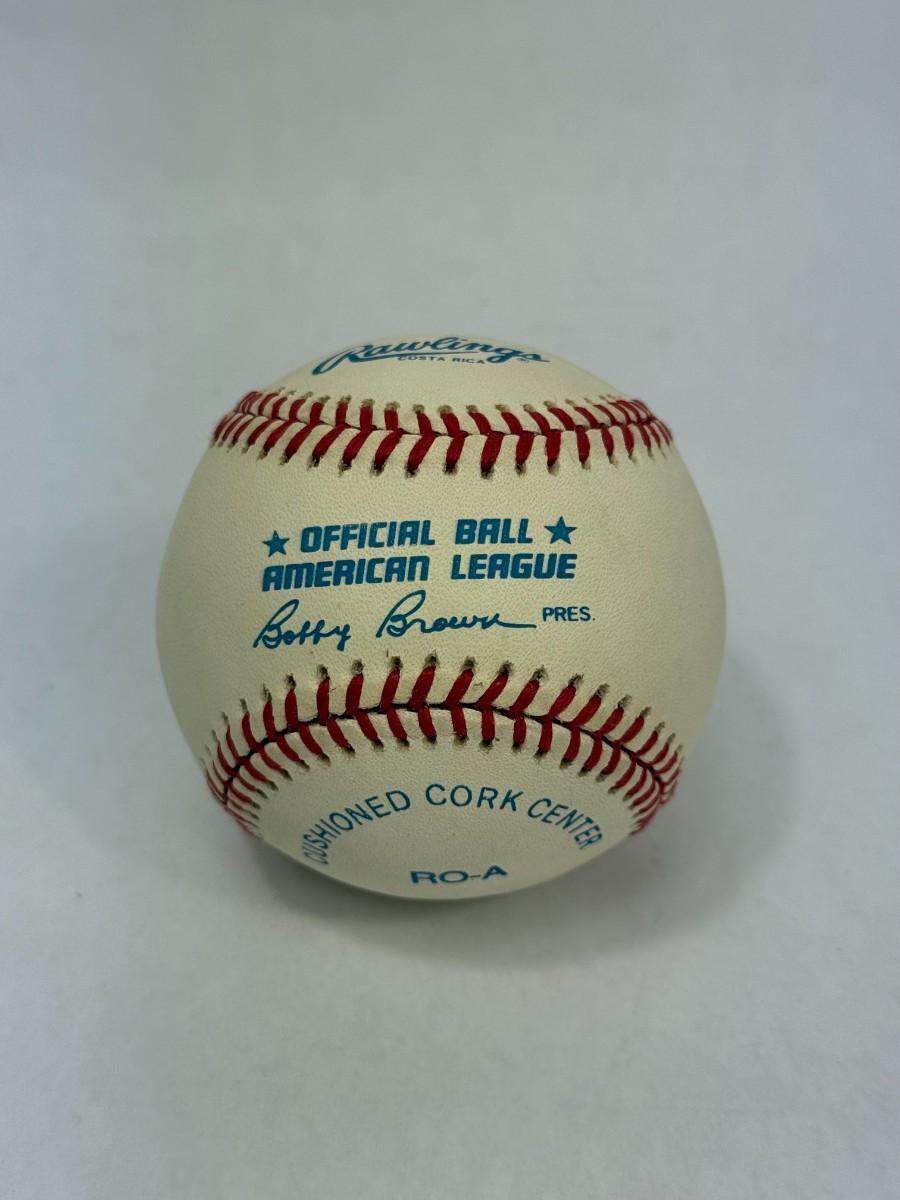 Rawlings
COSTA RICA
★ OFFICIAL BALL ★
AMERICAN LEAGUE
Bobby Brown PRES.
CUSHIONED CORK CENTER
RO-A